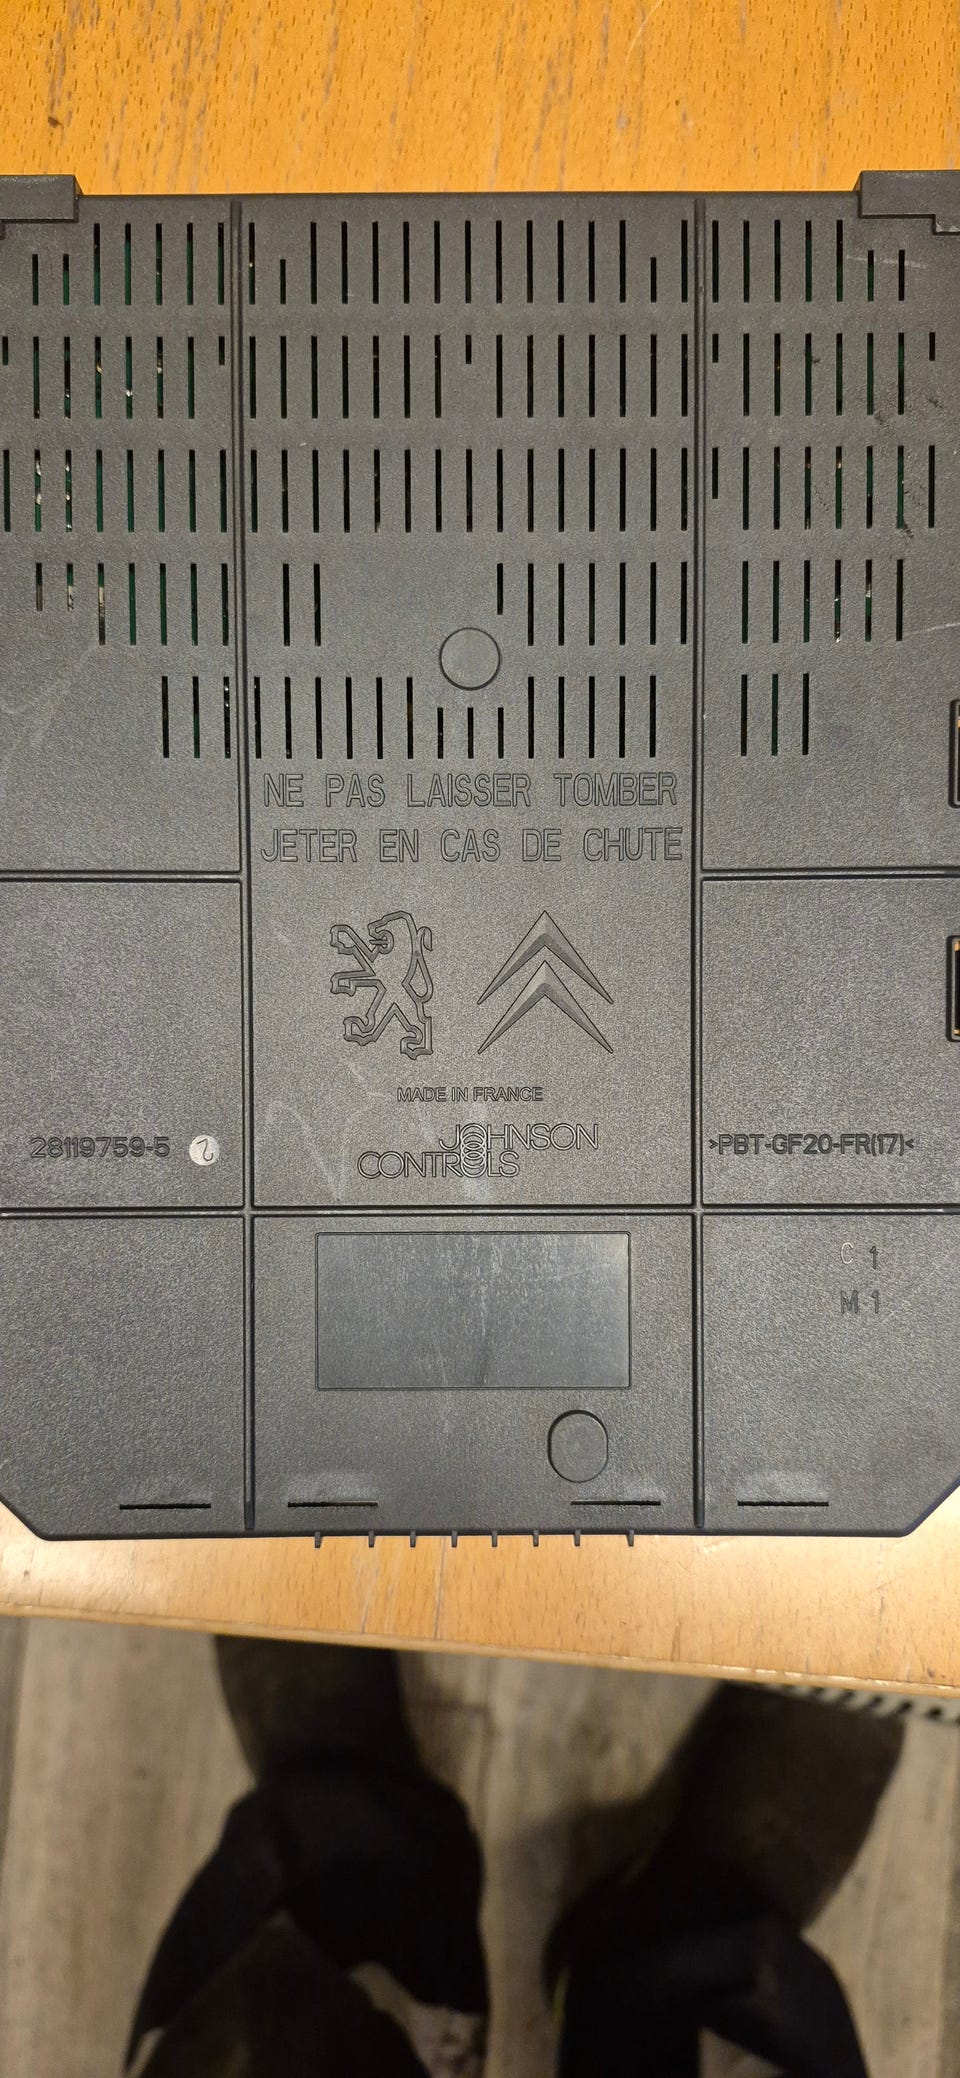 NE PAS LAISSER TOMBER
JETER EN CAS DE CHUTE
MADE IN FRANCE
JOHNSON
CONTROLS
28119759-5 2
>PBT-GF20-FR(17)<
C 1
M 1